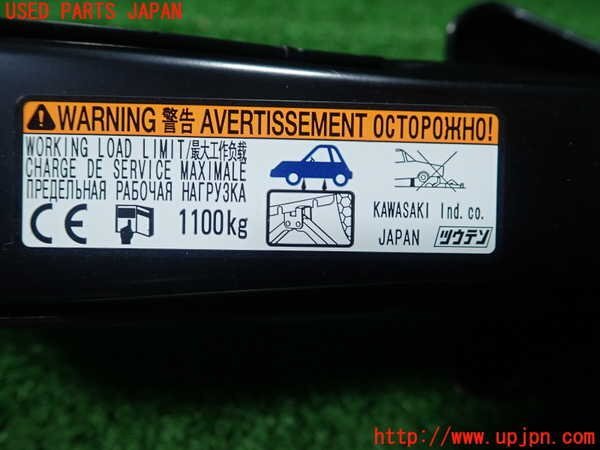 USED PARTS JAPAN
WARNING 警告 AVERTISSEMENT ОСТОРОЖНО!
WORKING LOAD LIMIT/最大工作负载
CHARGE DE SERVICE MAXIMALE
ПРЕДЕЛЬНАЯ РАБОЧАЯ НАГРУЗКА
CE 1100kg
KAWASAKI Ind. co.
JAPAN ツウテン
http://www.upjpn.com/